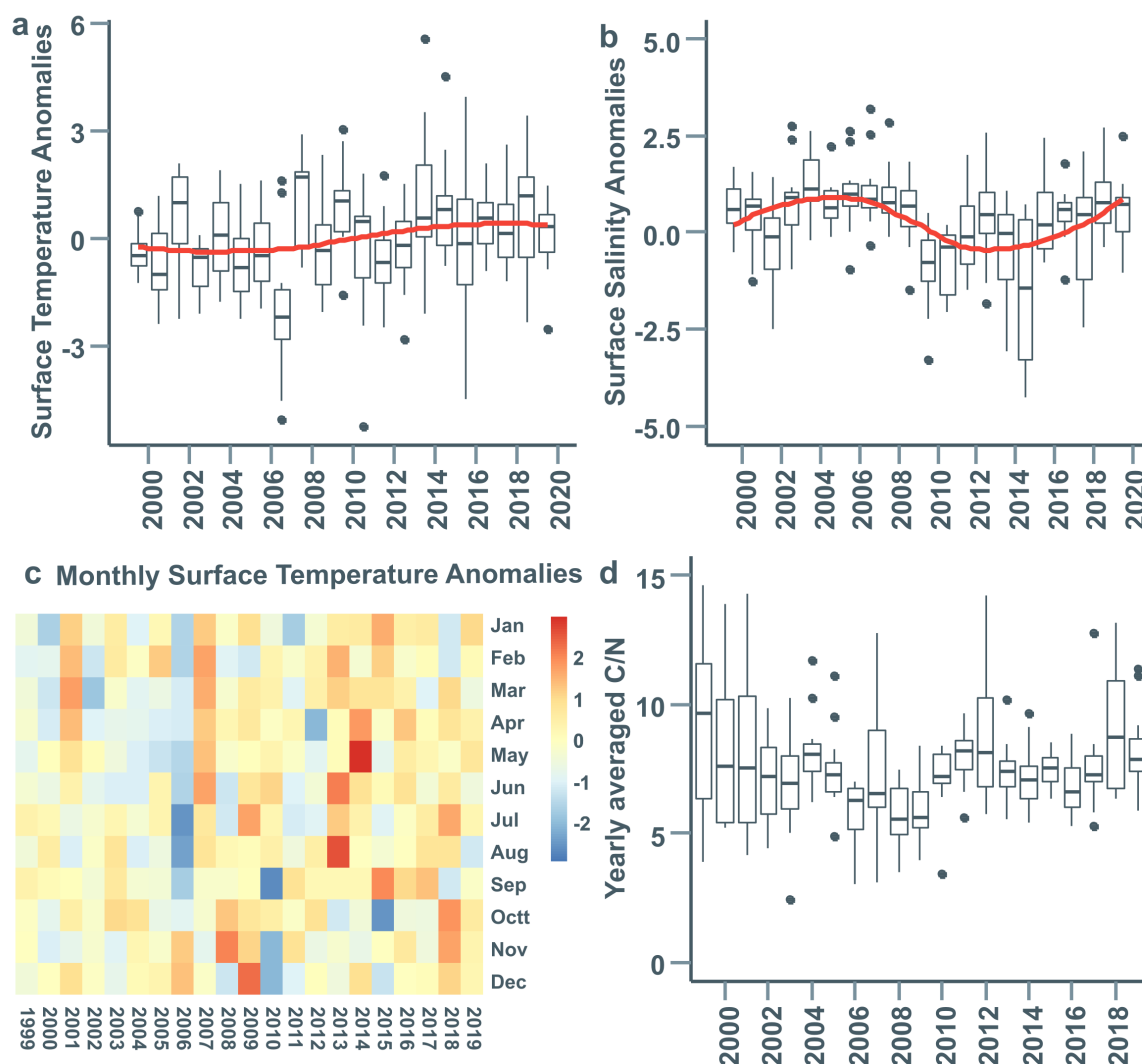 a
Surface Temperature Anomalies
6
3
0
-3
2000 2002 2004 2006 2008 2010 2012 2014 2016 2018 2020
b
Surface Salinity Anomalies
5.0
2.5
0.0
-2.5
-5.0
2000 2002 2004 2006 2008 2010 2012 2014 2016 2018 2020
c Monthly Surface Temperature Anomalies
Jan
Feb
Mar
Apr
May
Jun
Jul
Aug
Sep
Octt
Nov
Dec
2
1
0
-1
-2
1999 2000 2001 2002 2003 2004 2005 2006 2007 2008 2009 2010 2011 2012 2013 2014 2015 2016 2017 2018 2019
d
Yearly averaged C/N
15
10
5
0
2000 2002 2004 2006 2008 2010 2012 2014 2016 2018